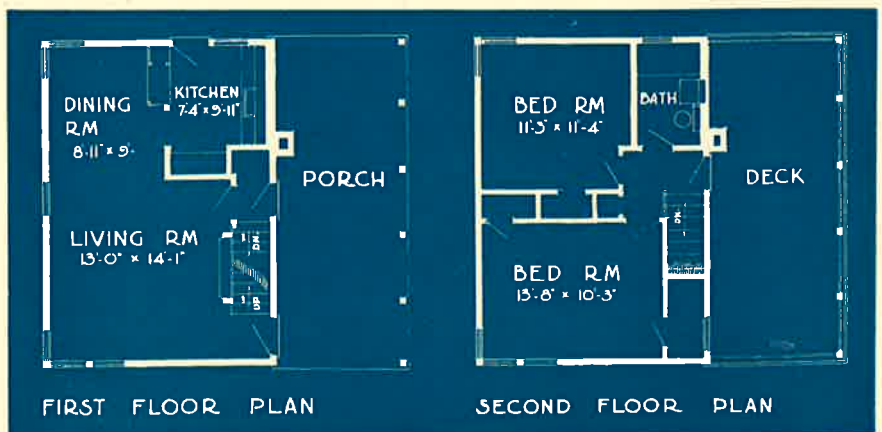 DINING
RM
8'-11" x 9'-
KITCHEN
7'-4" x 9'-11"
PORCH
LIVING RM
13'-0" x 14'-1"
DN
UP
FIRST FLOOR PLAN
BED RM
11'-3" x 11'-4"
BATH
DECK
DN
BED RM
13'-8" x 10'-3"
SECOND FLOOR PLAN